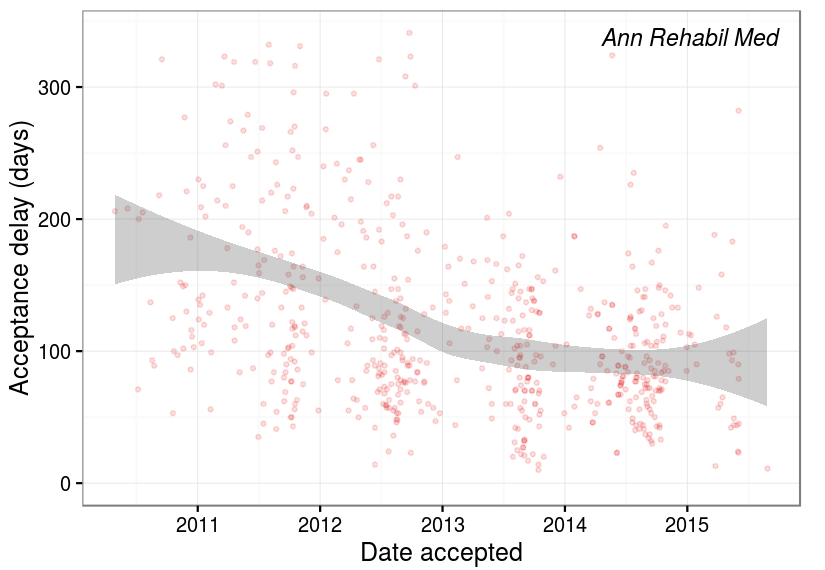 Ann Rehabil Med
Acceptance delay (days)
300
200
100
0
2011 2012 2013 2014 2015
Date accepted